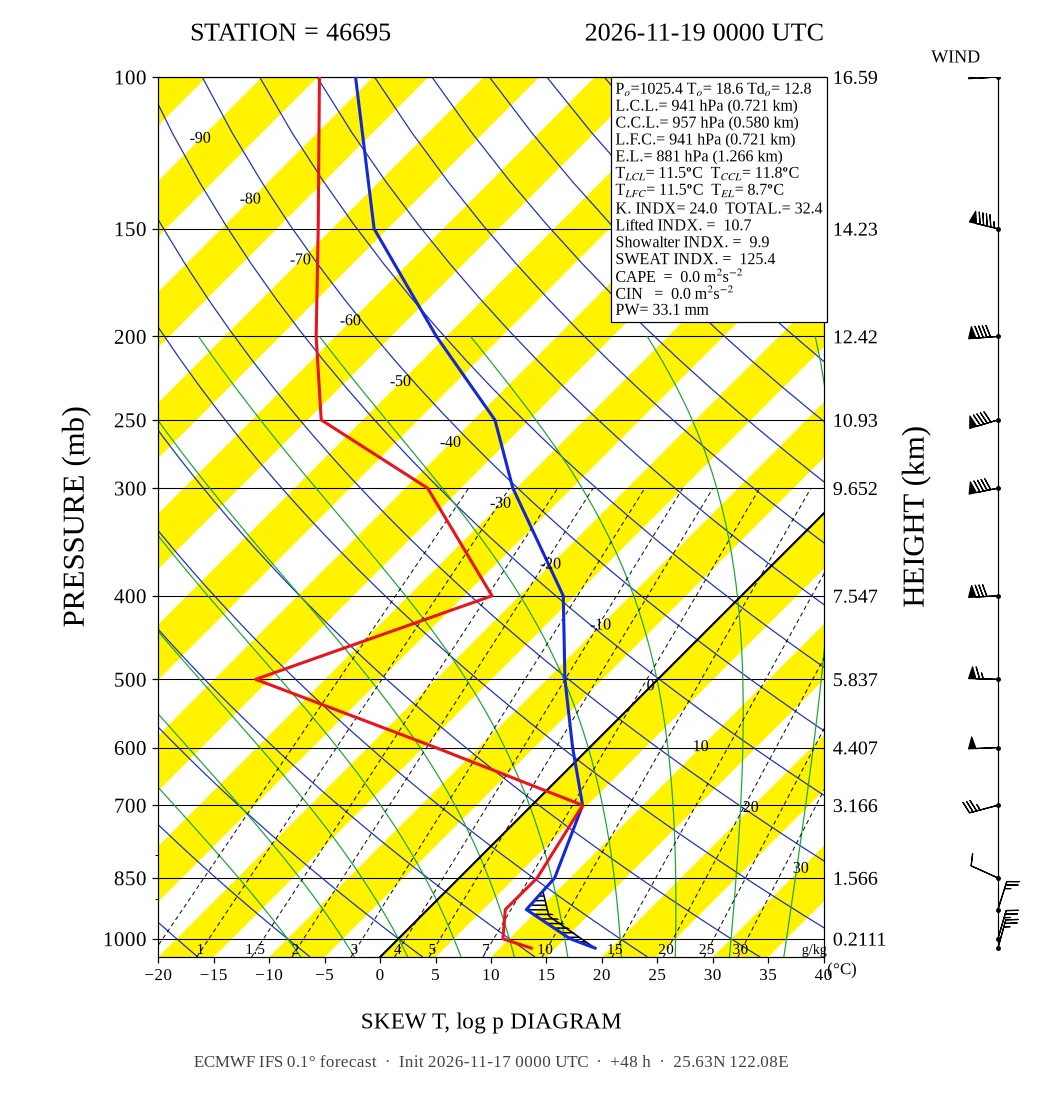 STATION = 46695
2026-11-19 0000 UTC
WIND
Pₒ=1025.4 Tₒ= 18.6 Tdₒ= 12.8
L.C.L.= 941 hPa (0.721 km)
C.C.L.= 957 hPa (0.580 km)
L.F.C.= 941 hPa (0.721 km)
E.L.= 881 hPa (1.266 km)
T_LCL= 11.5°C T_CCL= 11.8°C
T_LFC= 11.5°C T_EL= 8.7°C
K. INDX= 24.0 TOTAL.= 32.4
Lifted INDX. = 10.7
Showalter INDX. = 9.9
SWEAT INDX. = 125.4
CAPE = 0.0 m²s⁻²
CIN = 0.0 m²s⁻²
PW= 33.1 mm
100 16.59
150 14.23
200 12.42
250 10.93
300 9.652
400 7.547
500 5.837
600 4.407
700 3.166
850 1.566
1000 0.2111
PRESSURE (mb)
HEIGHT (km)
-90
-80
-70
-60
-50
-40
-30
-20
-10
0
10
20
30
1 1.5 2 3 4 5 7 10 15 20 25 30 g/kg
−20 −15 −10 −5 0 5 10 15 20 25 30 35 40 (°C)
SKEW T, log p DIAGRAM
ECMWF IFS 0.1° forecast · Init 2026-11-17 0000 UTC · +48 h · 25.63N 122.08E